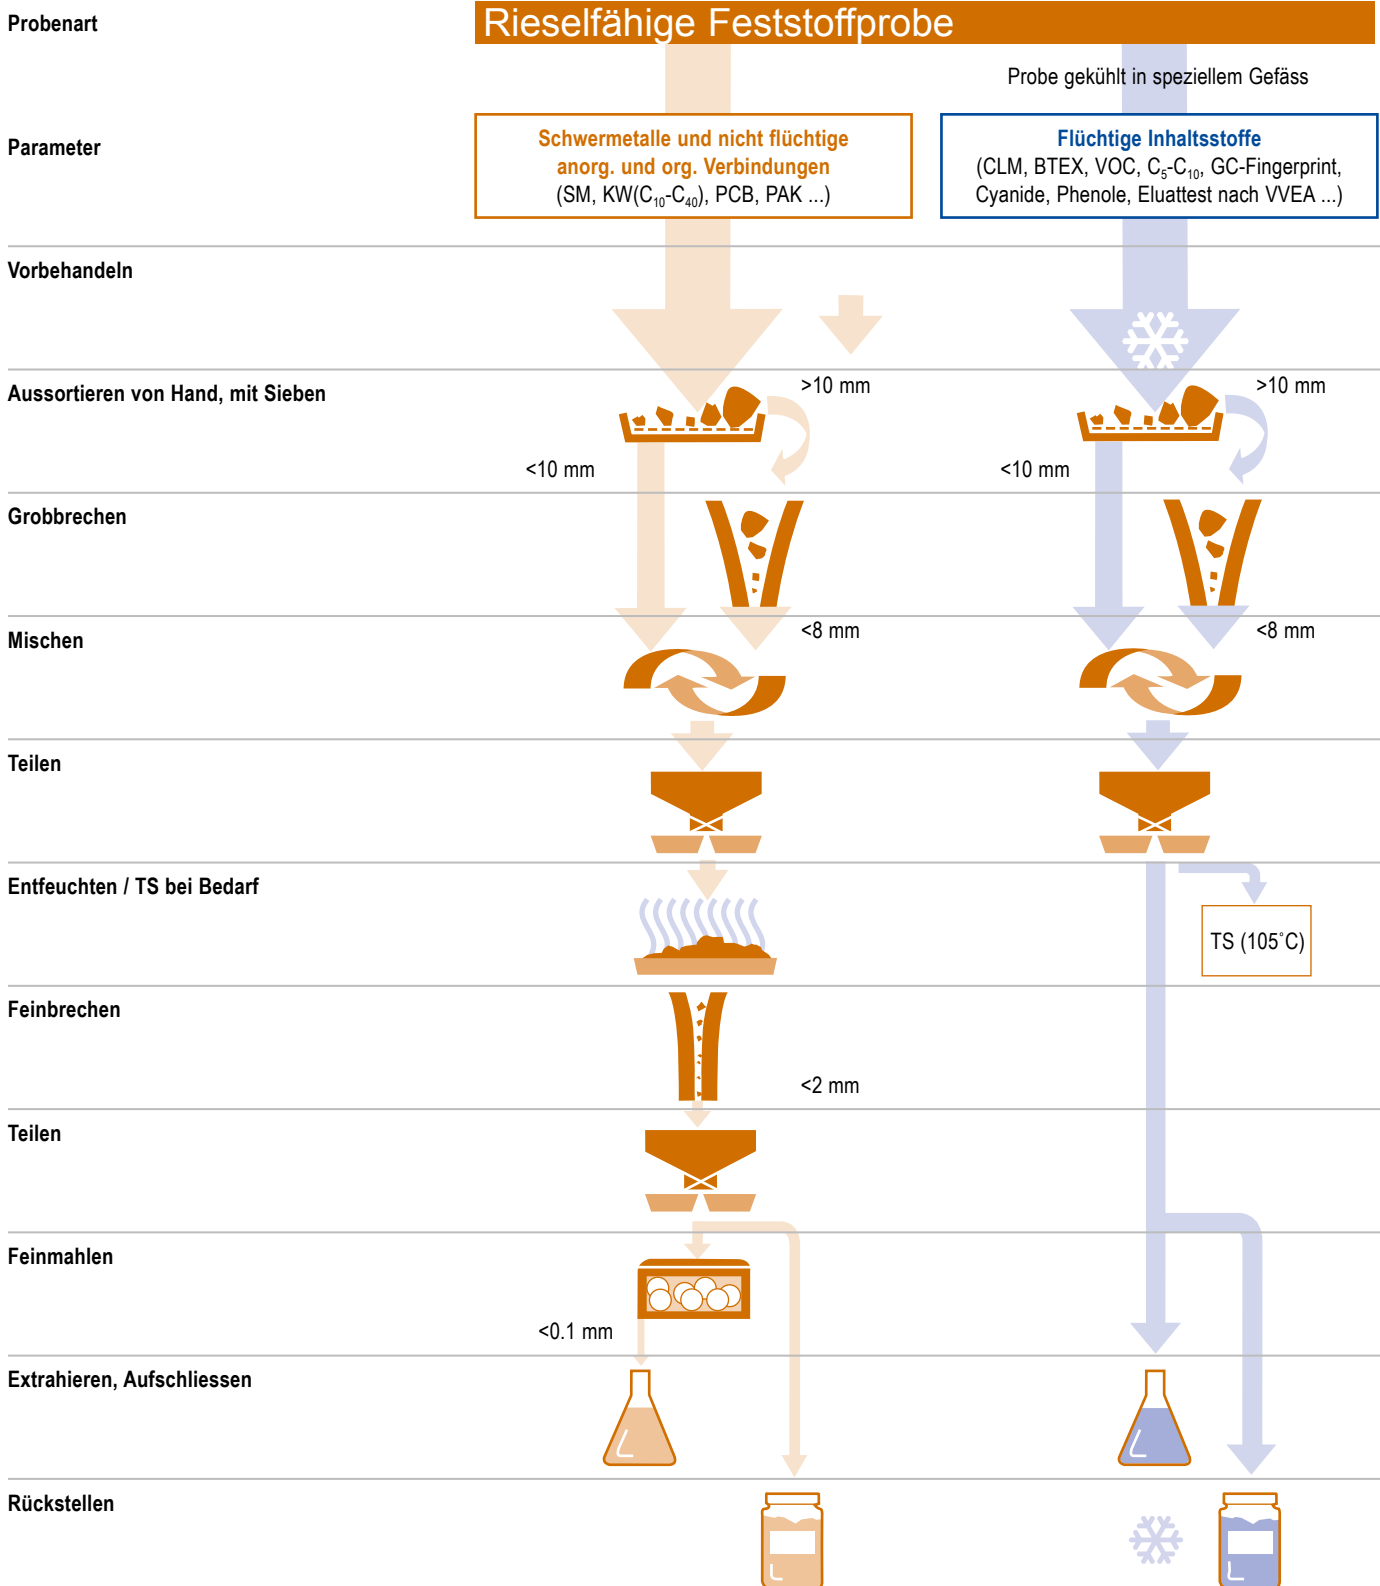 Probenart
Rieselfähige Feststoffprobe
Probe gekühlt in speziellem Gefäss
Parameter
Schwermetalle und nicht flüchtige
anorg. und org. Verbindungen
(SM, KW(C₁₀-C₄₀), PCB, PAK ...)
Flüchtige Inhaltsstoffe
(CLM, BTEX, VOC, C₅-C₁₀, GC-Fingerprint,
Cyanide, Phenole, Eluattest nach VVEA ...)
Vorbehandeln
Aussortieren von Hand, mit Sieben
>10 mm
>10 mm
<10 mm
<10 mm
Grobbrechen
Mischen
<8 mm
<8 mm
Teilen
Entfeuchten / TS bei Bedarf
TS (105˚C)
Feinbrechen
<2 mm
Teilen
Feinmahlen
<0.1 mm
Extrahieren, Aufschliessen
Rückstellen